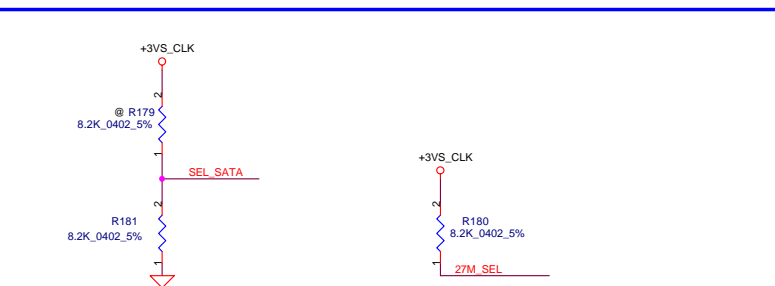 +3VS_CLK
2
@ R179
8.2K_0402_5%
1
SEL_SATA
2
R181
8.2K_0402_5%
1
+3VS_CLK
2
R180
8.2K_0402_5%
1
27M_SEL